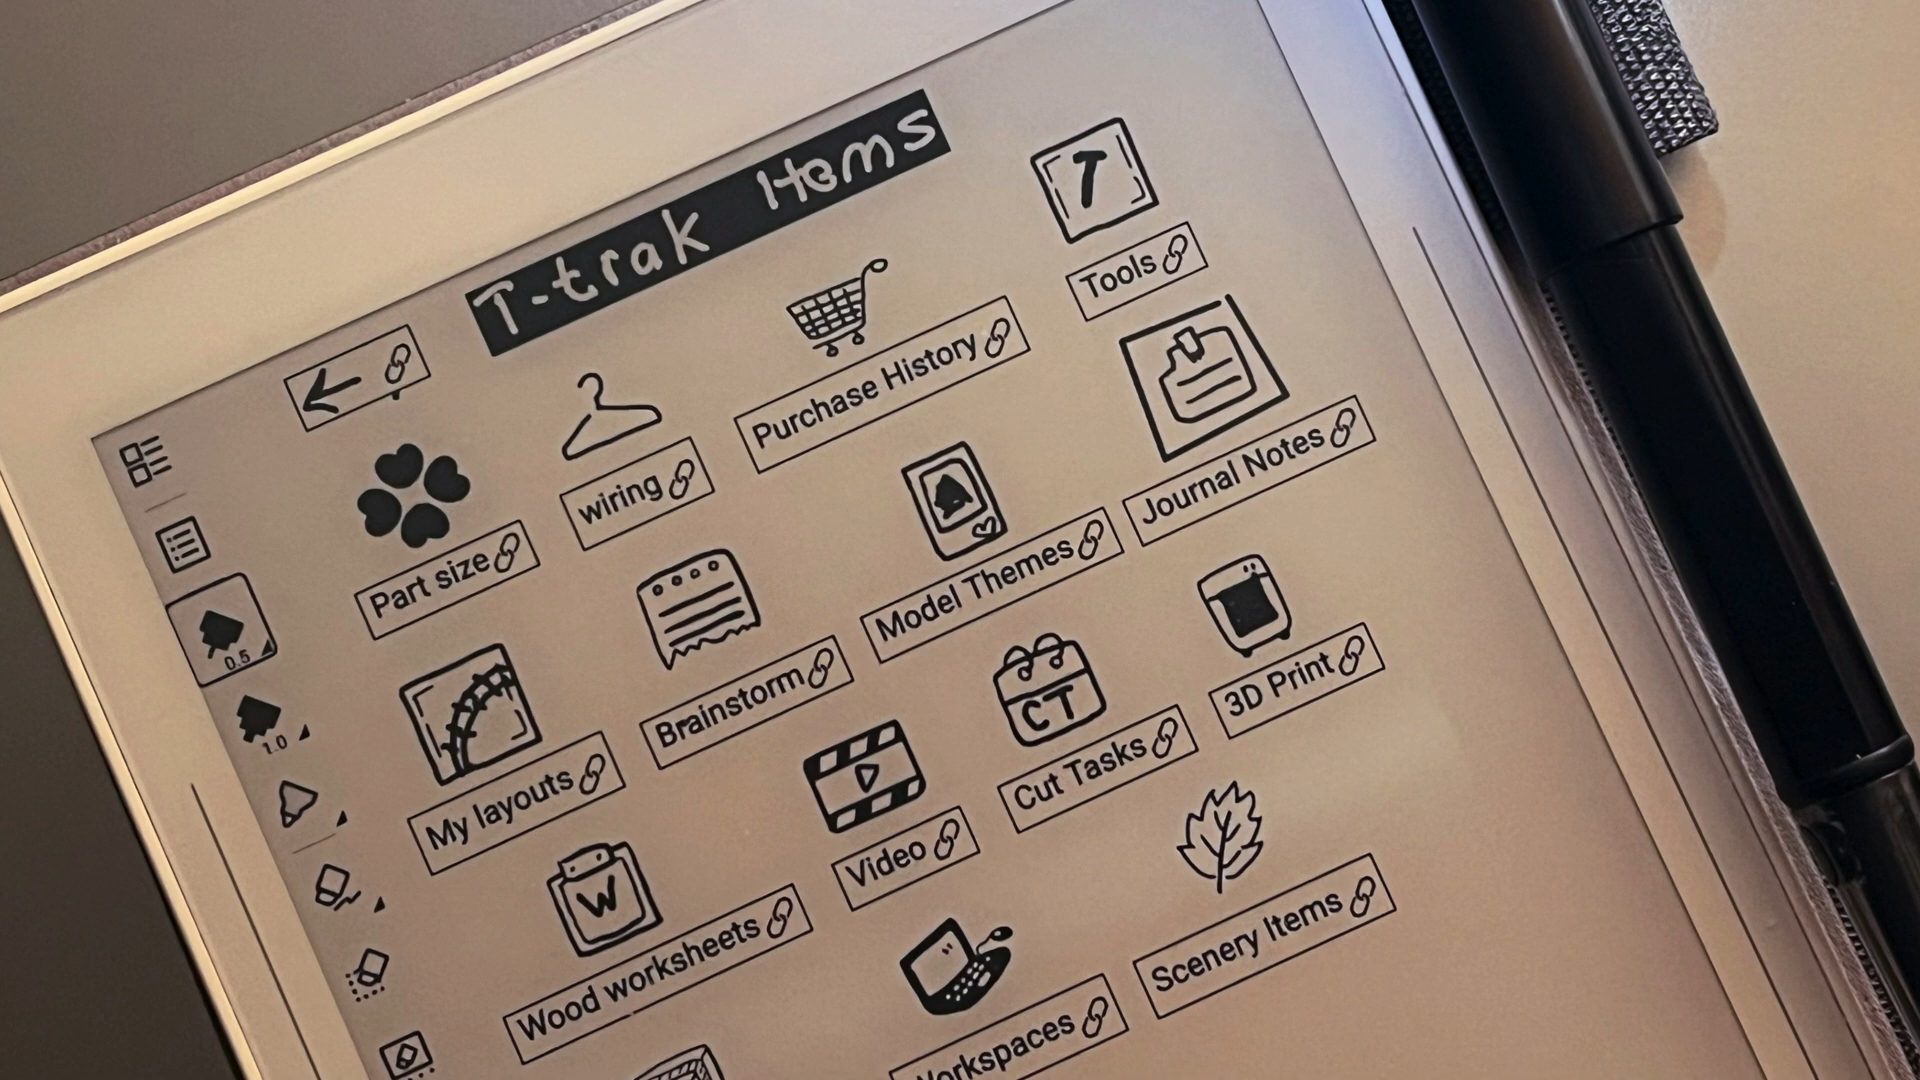 T-trak Items
T
Tools
Purchase History
wiring
Part size
Journal Notes
Model Themes
Brainstorm
My layouts
0.5
1.0
3D Print
CT
Cut Tasks
Video
W
Wood worksheets
Scenery Items
orkspaces